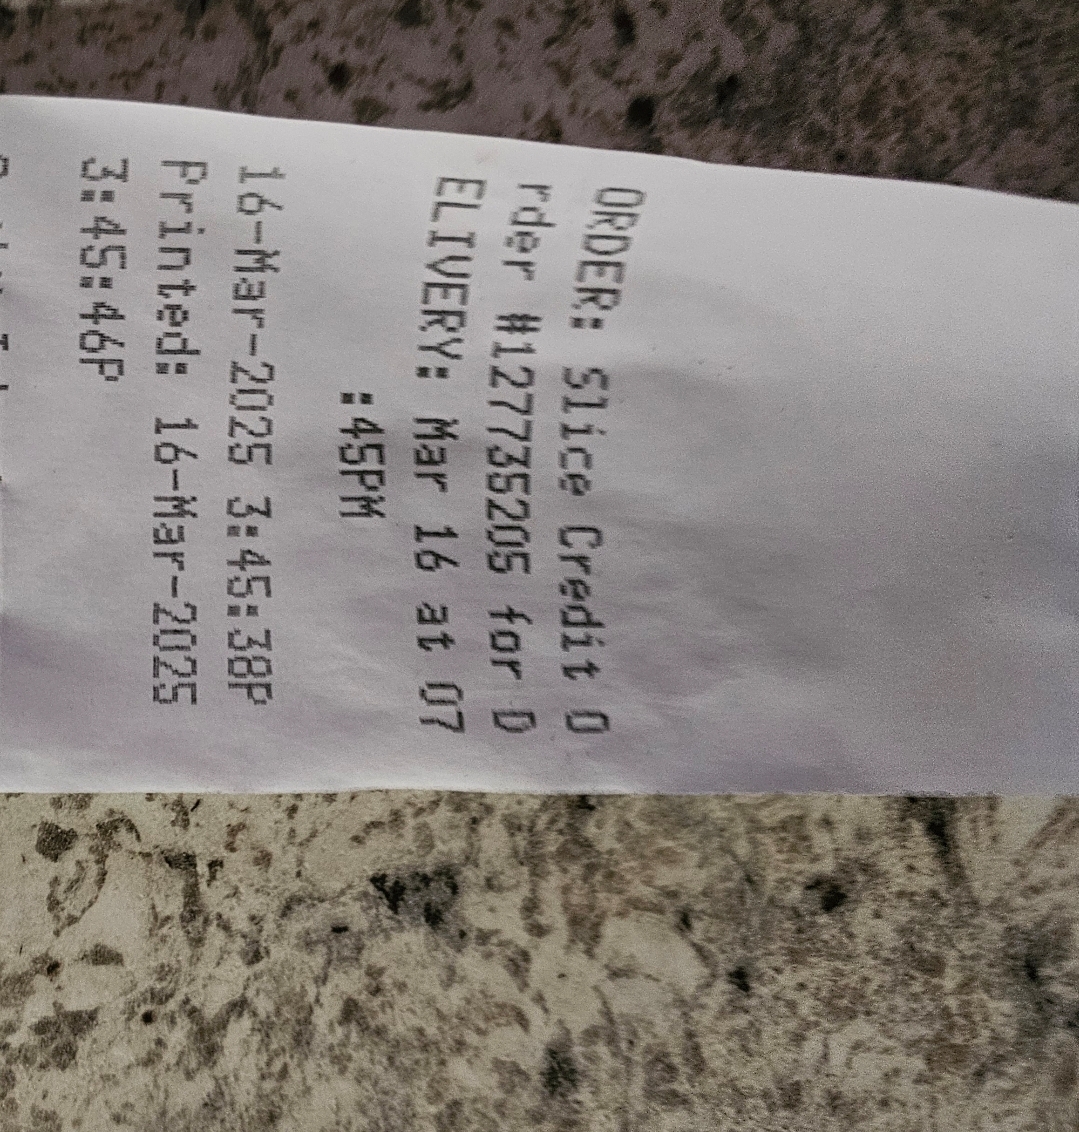 ORDER: Slice Credit O
rder #127735205 for D
ELIVERY: Mar 16 at 07
:45PM
16-Mar-2025 3:45:38P
Printed: 16-Mar-2025
3:45:46P